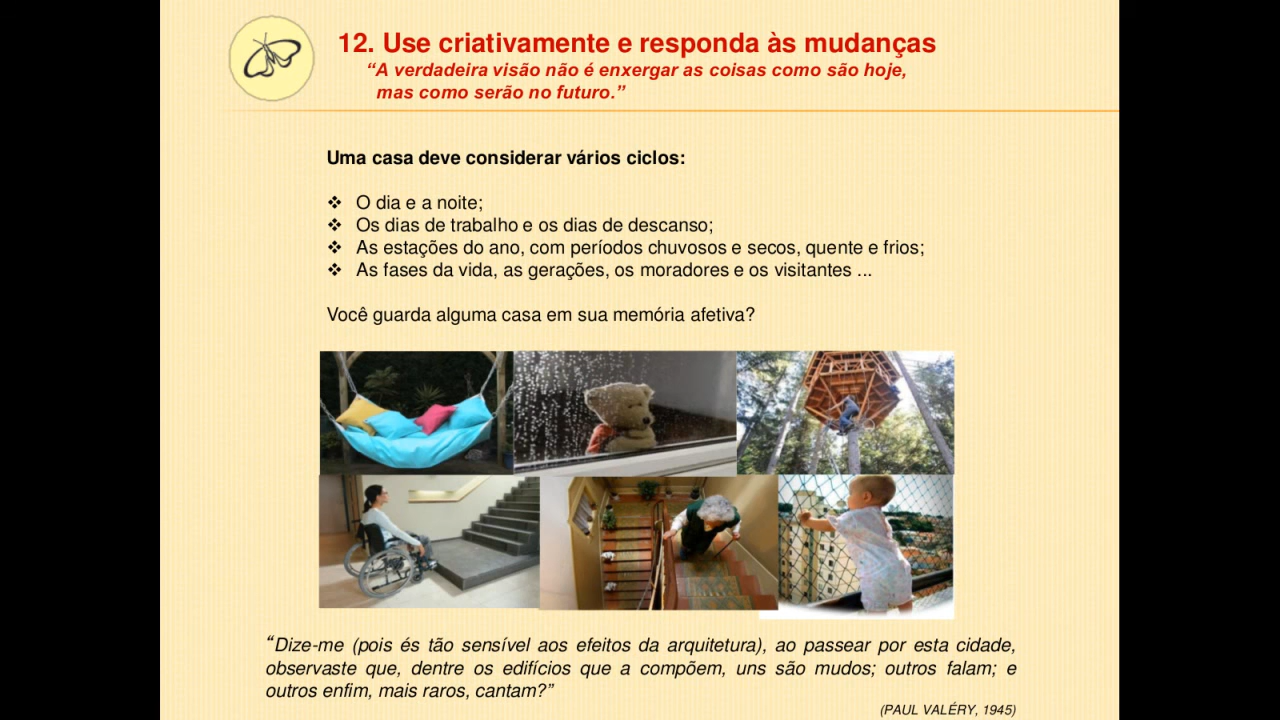 12. Use criativamente e responda às mudanças
“A verdadeira visão não é enxergar as coisas como são hoje,
mas como serão no futuro.”
Uma casa deve considerar vários ciclos:
❖ O dia e a noite;
❖ Os dias de trabalho e os dias de descanso;
❖ As estações do ano, com períodos chuvosos e secos, quente e frios;
❖ As fases da vida, as gerações, os moradores e os visitantes ...
Você guarda alguma casa em sua memória afetiva?
“Dize-me (pois és tão sensível aos efeitos da arquitetura), ao passear por esta cidade,
observaste que, dentre os edifícios que a compõem, uns são mudos; outros falam; e
outros enfim, mais raros, cantam?”
(PAUL VALÉRY, 1945)